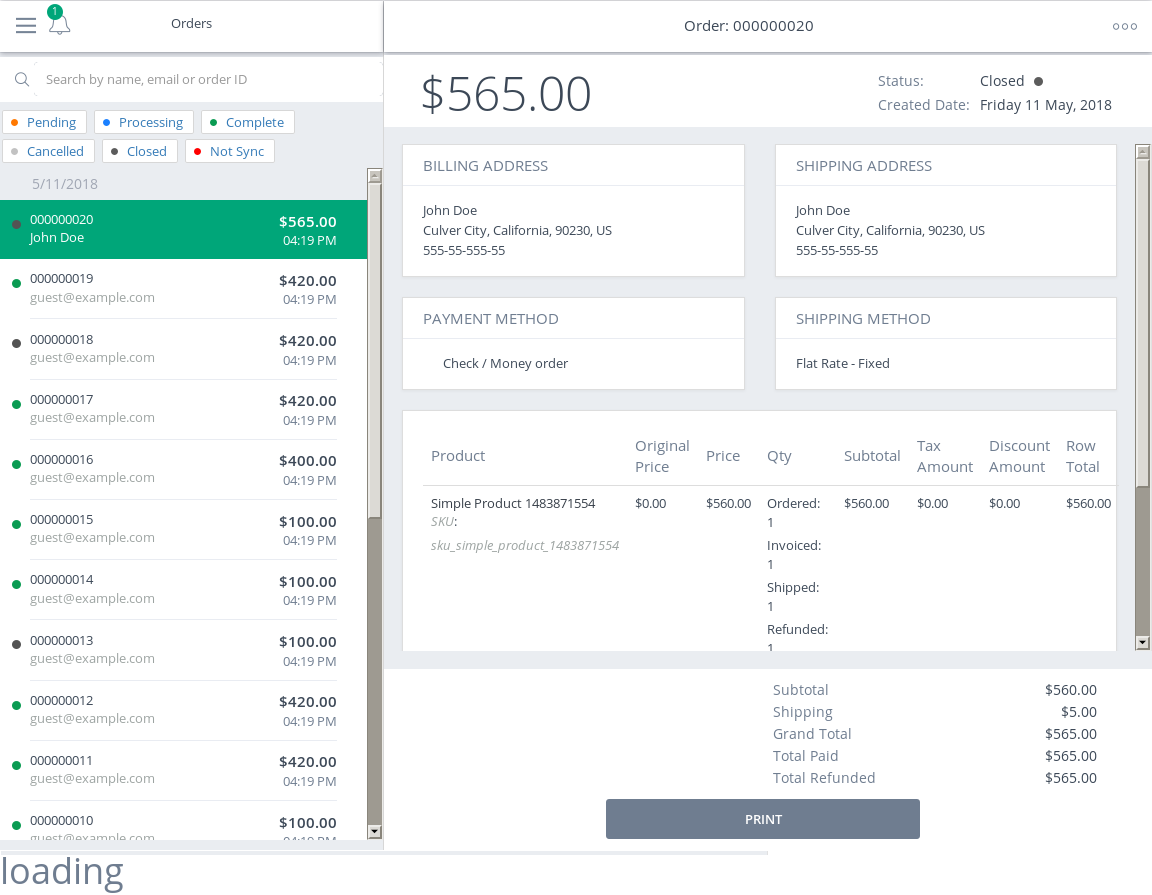 1
Orders
Order: 000000020
Search by name, email or order ID
Pending
Processing
Complete
Cancelled
Closed
Not Sync
5/11/2018
000000020 $565.00
John Doe 04:19 PM
000000019 $420.00
guest@example.com 04:19 PM
000000018 $420.00
guest@example.com 04:19 PM
000000017 $420.00
guest@example.com 04:19 PM
000000016 $400.00
guest@example.com 04:19 PM
000000015 $100.00
guest@example.com 04:19 PM
000000014 $100.00
guest@example.com 04:19 PM
000000013 $100.00
guest@example.com 04:19 PM
000000012 $420.00
guest@example.com 04:19 PM
000000011 $420.00
guest@example.com 04:19 PM
000000010 $100.00
guest@example.com 04:19 PM
$565.00
Status: Closed
Created Date: Friday 11 May, 2018
BILLING ADDRESS
John Doe
Culver City, California, 90230, US
555-55-555-55
SHIPPING ADDRESS
John Doe
Culver City, California, 90230, US
555-55-555-55
PAYMENT METHOD
Check / Money order
SHIPPING METHOD
Flat Rate - Fixed
Product Original Price Price Qty Subtotal Tax Amount Discount Amount Row Total
Simple Product 1483871554 $0.00 $560.00 Ordered: $560.00 $0.00 $0.00 $560.00
SKU: 1
sku_simple_product_1483871554 Invoiced:
1
Shipped:
1
Refunded:
1
Subtotal $560.00
Shipping $5.00
Grand Total $565.00
Total Paid $565.00
Total Refunded $565.00
PRINT
loading